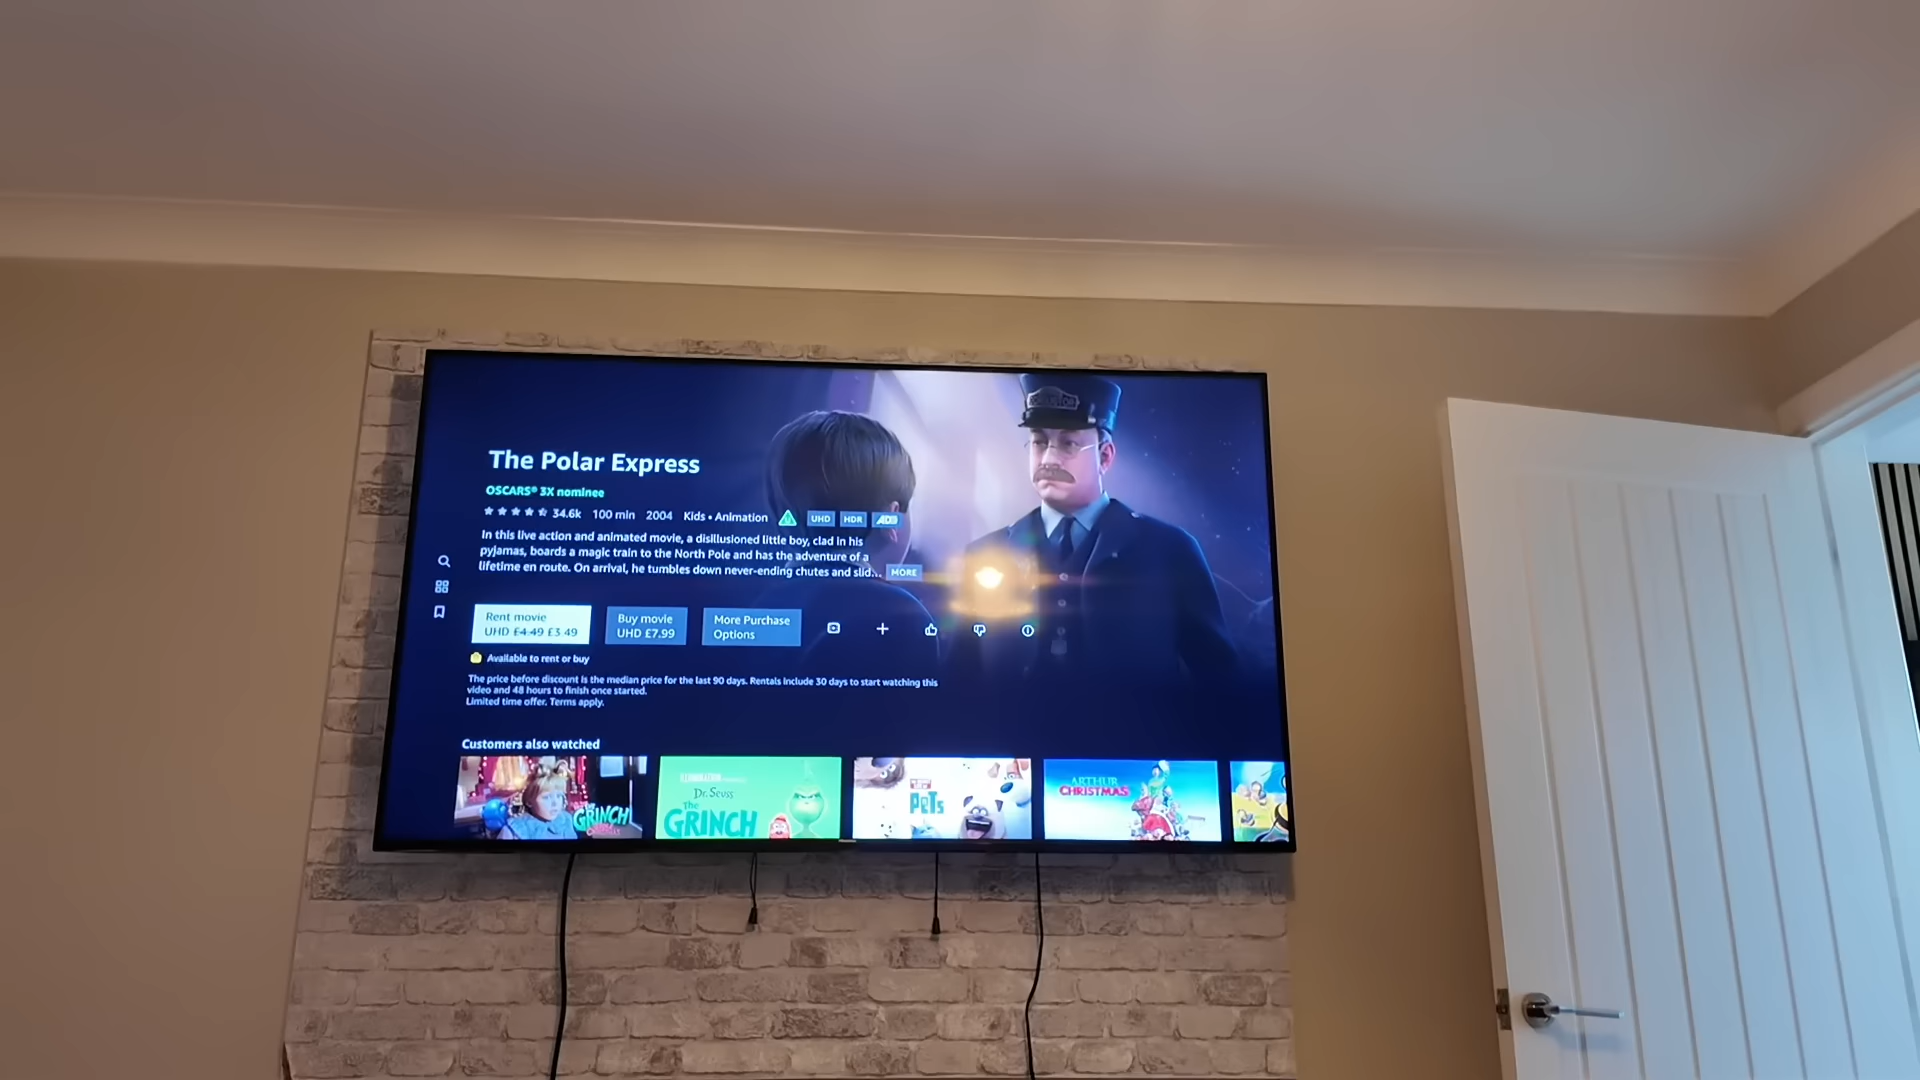 The Polar Express
OSCARS® 3X nominee
34.6k 100 min 2004 Kids • Animation U UHD HDR AD
In this live action and animated movie, a disillusioned little boy, clad in his
pyjamas, boards a magic train to the North Pole and has the adventure of a
lifetime en route. On arrival, he tumbles down never-ending chutes and slid... MORE
Rent movie
UHD £4.49 £3.49
Buy movie
UHD £7.99
More Purchase
Options
Available to rent or buy
The price before discount is the median price for the last 90 days. Rentals include 30 days to start watching this
video and 48 hours to finish once started.
Limited time offer. Terms apply.
Customers also watched
GRINCH
Dr. Seuss'
The
GRINCH
PETS
ARTHUR
CHRISTMAS